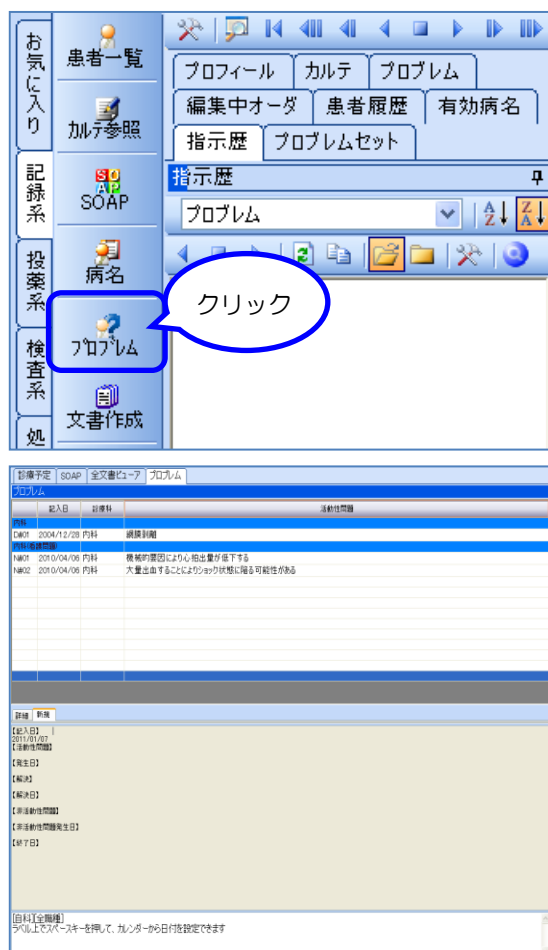 お気に入り
記録系
投薬系
検査系
処
患者一覧
カルテ参照
SOAP
病名
プロブレム
文書作成
プロフィール カルテ プロブレム
編集中オーダ 患者履歴 有効病名
指示歴 プロブレムセット
指示歴
プロブレム
クリック
診療予定 SOAP 全文書ビューア プロブレム
プロブレム
記入日 診療科 活動性問題
内科
D#01 2004/12/28 内科 網膜剥離
内科(看護問題)
N#01 2010/04/06 内科 機械的要因により心拍出量が低下する
N#02 2010/04/06 内科 大量出血することによりショック状態に陥る可能性がある
詳細 新規
【記入日】
2011/01/07
【活動性問題】
【発生日】
【解決】
【解決日】
【非活動性問題】
【非活動性問題発生日】
【終了日】
[自科][全職種]
ラベル上でスペースキーを押して、カレンダーから日付を設定できます